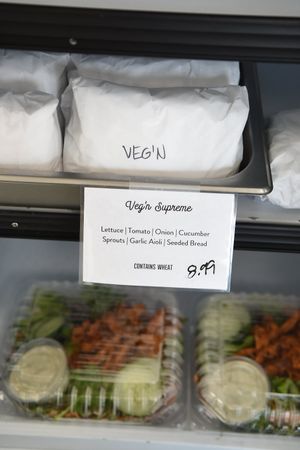 VEG'N
Veg'n Supreme
Lettuce | Tomato | Onion | Cucumber
Sprouts | Garlic Aioli | Seeded Bread
CONTAINS WHEAT 8.99